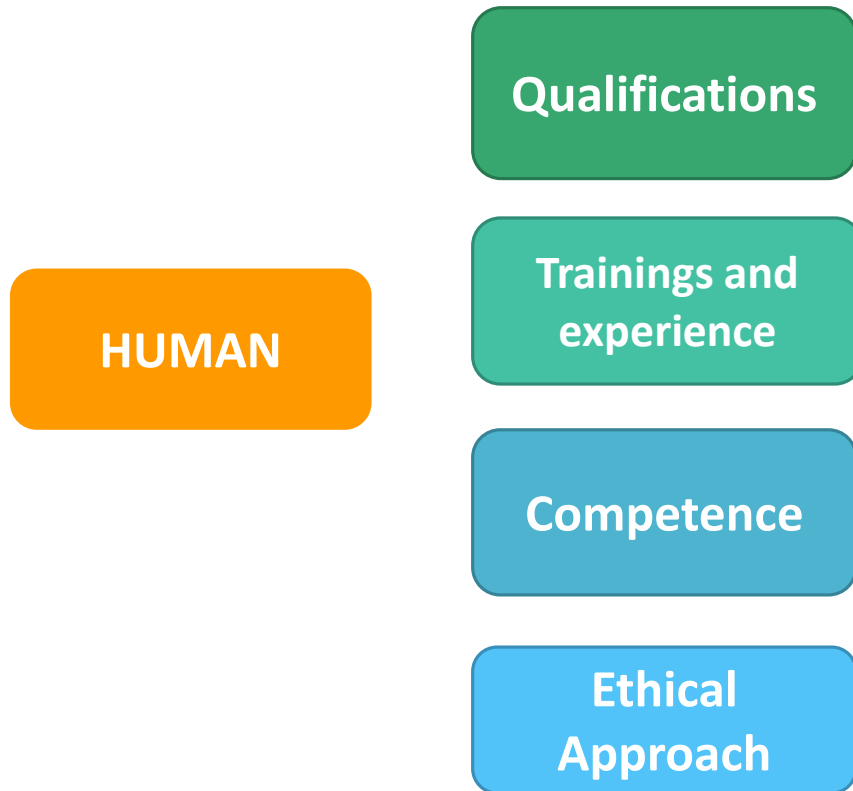 Qualifications
Trainings and
experience
HUMAN
Competence
Ethical
Approach